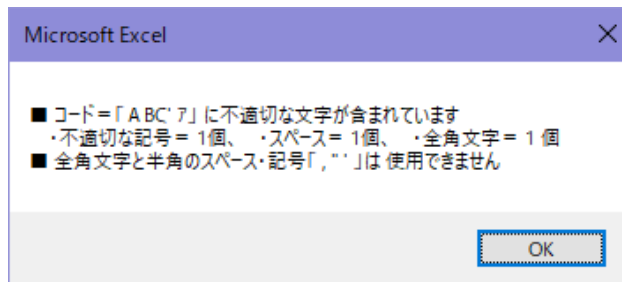 Microsoft Excel
■ コード=「 A BC' ｱ」 に不適切な文字が含まれています
・不適切な記号= 1個、 ・スペース= 1個、 ・全角文字= 1 個
■ 全角文字と半角のスペース・記号「 , " ' 」は 使用できません
OK